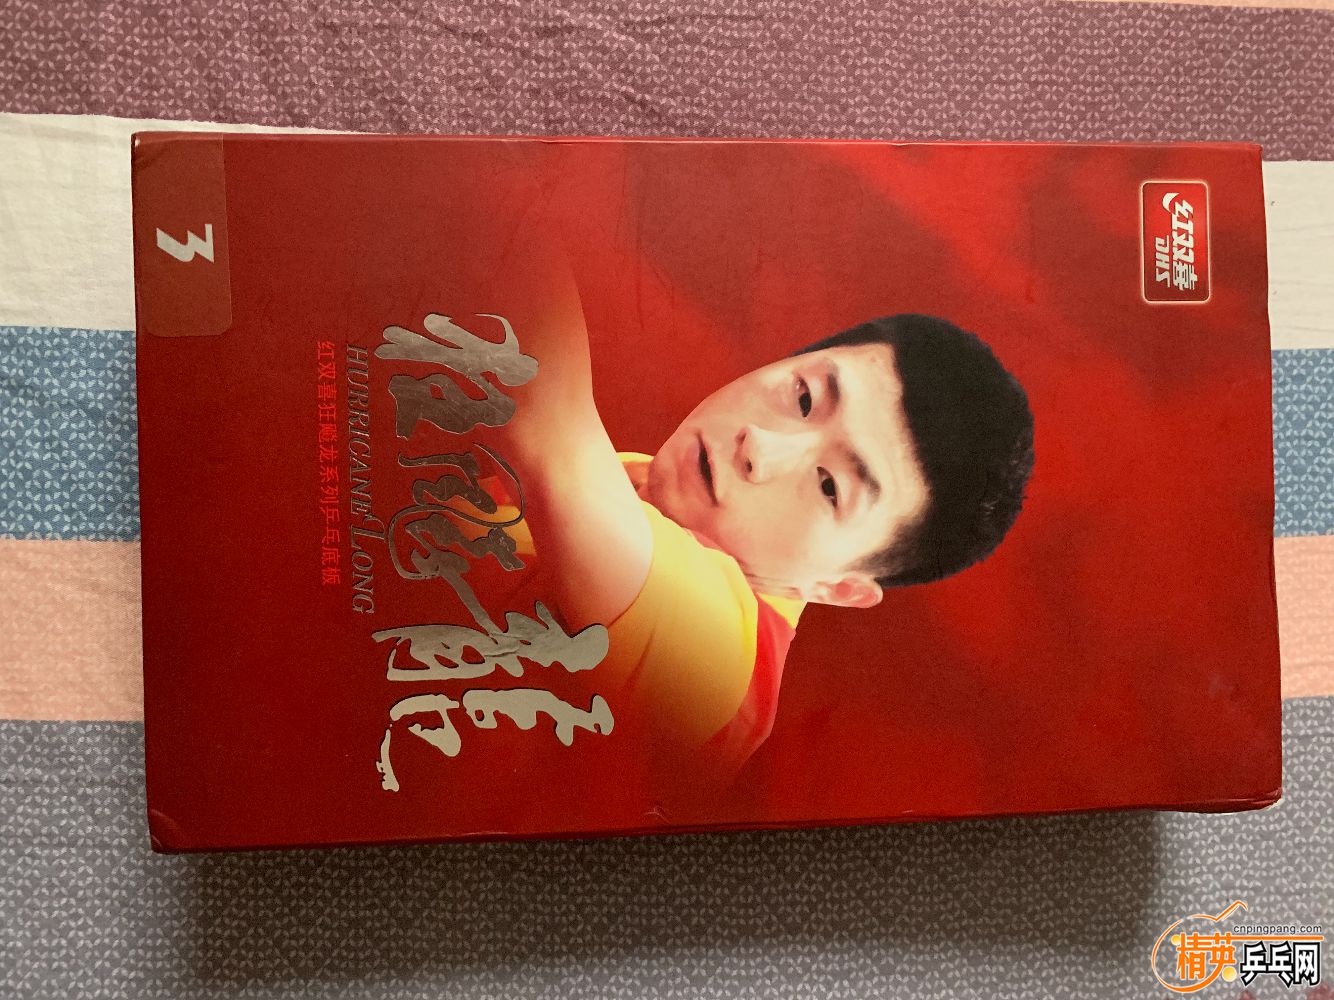 红双喜
DHS
狂飚龍
HURRICANE LONG
红双喜狂飚龙系列乒乓底板
3
cnpingpang.com
精英乒乓网